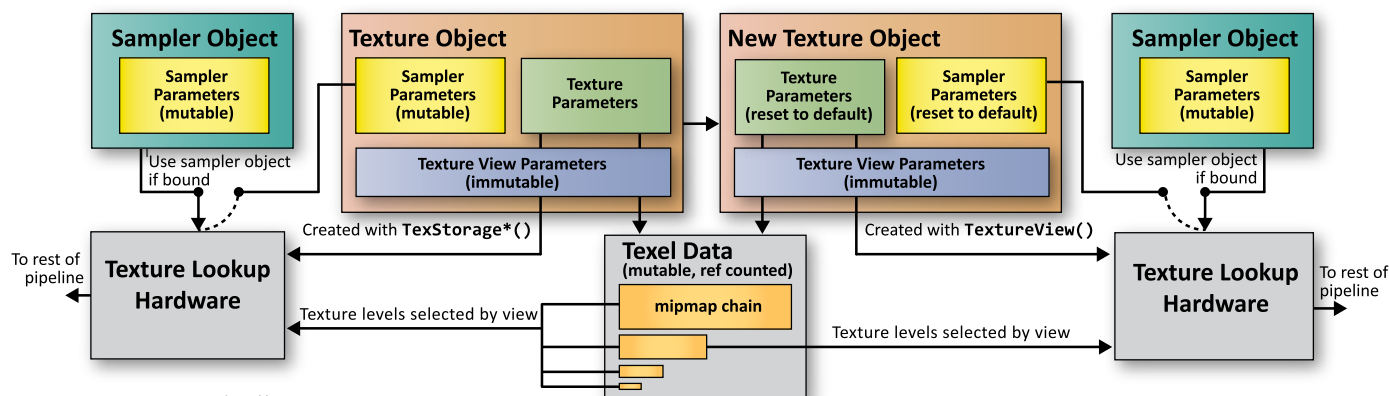 Sampler Object
Sampler
Parameters
(mutable)
Use sampler object
if bound
Texture Object
Sampler
Parameters
(mutable)
Texture
Parameters
Texture View Parameters
(immutable)
New Texture Object
Texture
Parameters
(reset to default)
Sampler
Parameters
(reset to default)
Texture View Parameters
(immutable)
Sampler Object
Sampler
Parameters
(mutable)
Use sampler object
if bound
Created with TexStorage*()
Created with TextureView()
To rest of
pipeline
Texture Lookup
Hardware
Texture levels selected by view
Texel Data
(mutable, ref counted)
mipmap chain
Texture levels selected by view
Texture Lookup
Hardware
To rest of
pipeline